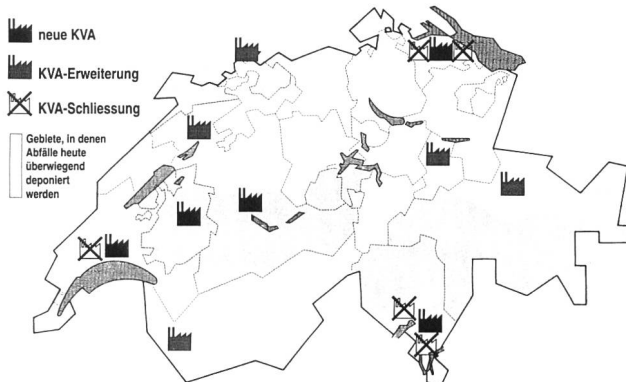 neue KVA
KVA-Erweiterung
KVA-Schliessung
Gebiete, in denen
Abfälle heute
überwiegend
deponiert
werden